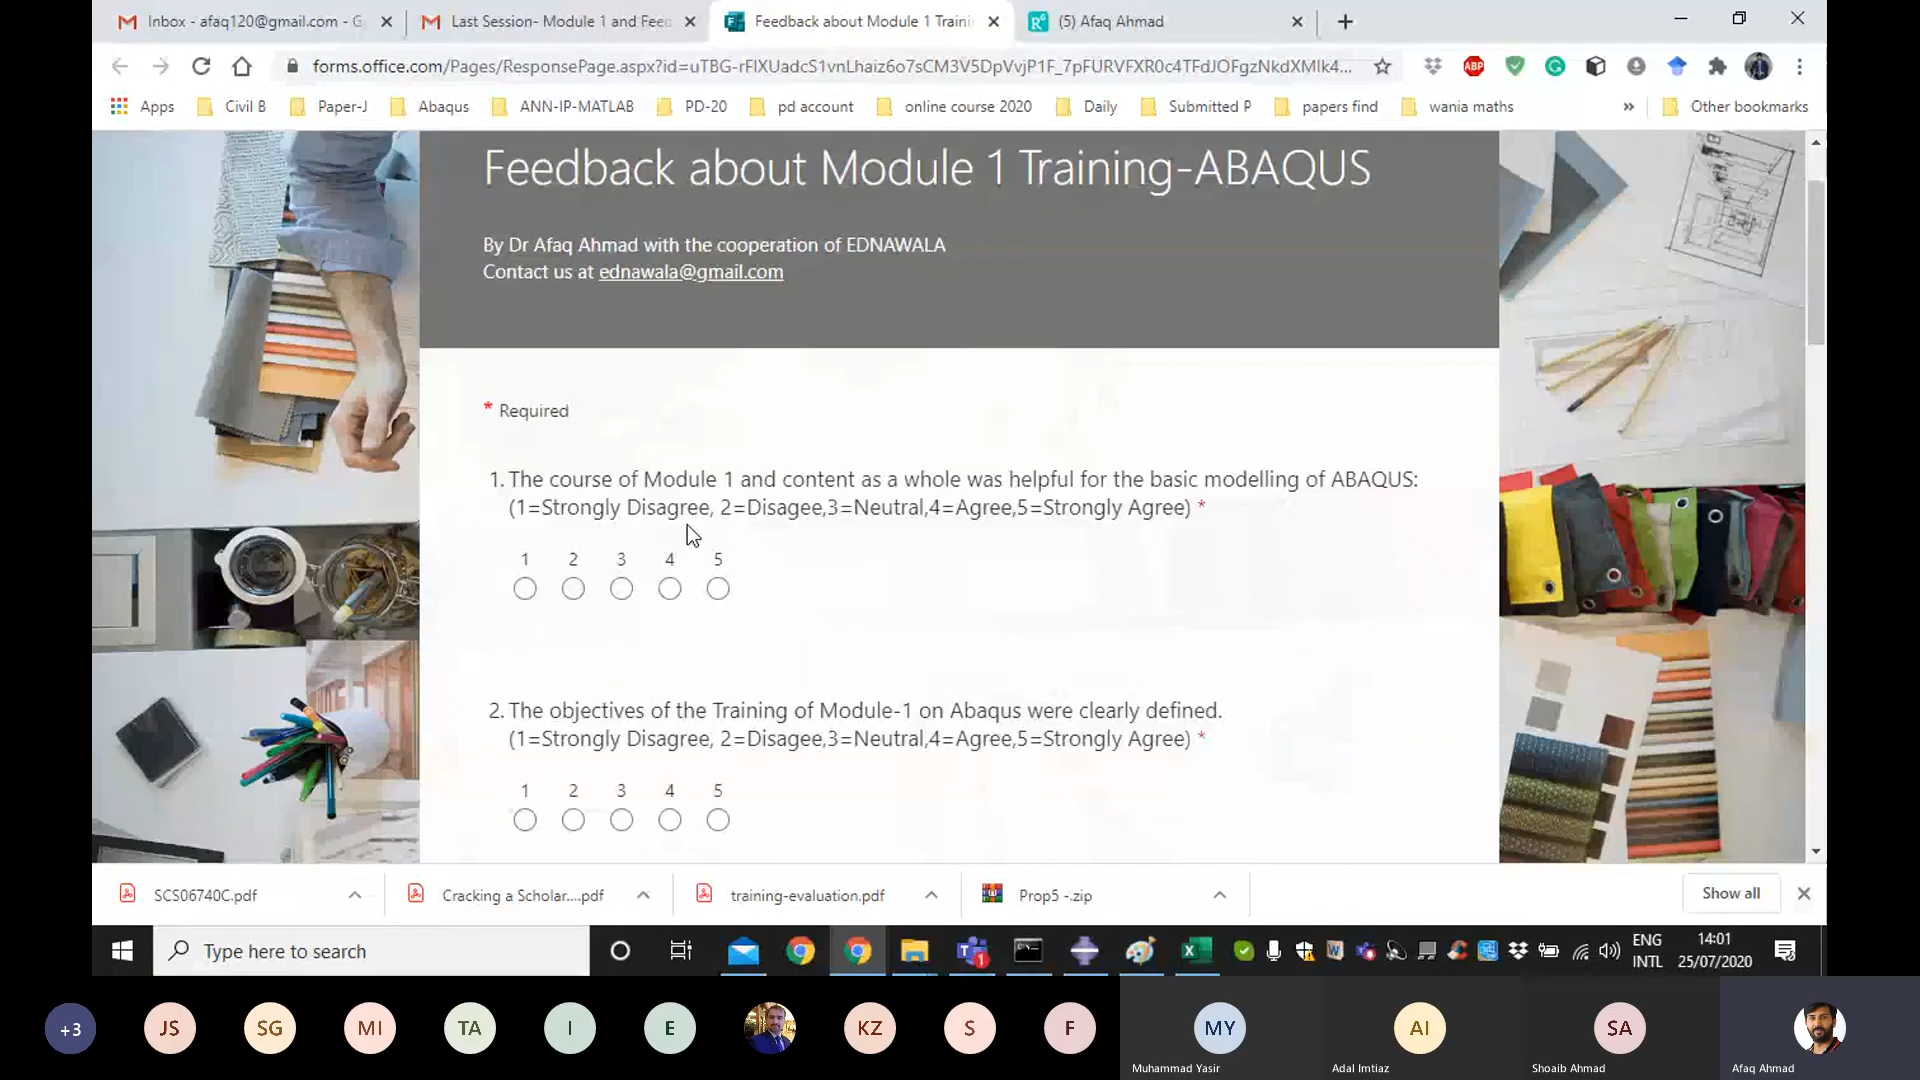 Inbox - afaq120@gmail.com - G
Last Session- Module 1 and Feed
Feedback about Module 1 Traini
(5) Afaq Ahmad
forms.office.com/Pages/ResponsePage.aspx?id=uTBG-rFIXUadcS1vnLhaiz6o7sCM3V5DpVvjP1F_7pFURVFXR0c4TFdJOFgzNkdXMlk4...
ABP
Apps
Civil B
Paper-J
Abaqus
ANN-IP-MATLAB
PD-20
pd account
online course 2020
Daily
Submitted P
papers find
wania maths
»
Other bookmarks
Feedback about Module 1 Training-ABAQUS
By Dr Afaq Ahmad with the cooperation of EDNAWALA
Contact us at ednawala@gmail.com
* Required
1. The course of Module 1 and content as a whole was helpful for the basic modelling of ABAQUS:
(1=Strongly Disagree, 2=Disagee,3=Neutral,4=Agree,5=Strongly Agree) *
1 2 3 4 5
2. The objectives of the Training of Module-1 on Abaqus were clearly defined.
(1=Strongly Disagree, 2=Disagee,3=Neutral,4=Agree,5=Strongly Agree) *
1 2 3 4 5
SCS06740C.pdf
Cracking a Scholar....pdf
training-evaluation.pdf
Prop5 -.zip
Show all
Type here to search
1
ENG
INTL
14:01
25/07/2020
+3
JS
SG
MI
TA
I
E
KZ
S
F
MY
Muhammad Yasir
AI
Adal Imtiaz
SA
Shoaib Ahmad
Afaq Ahmad